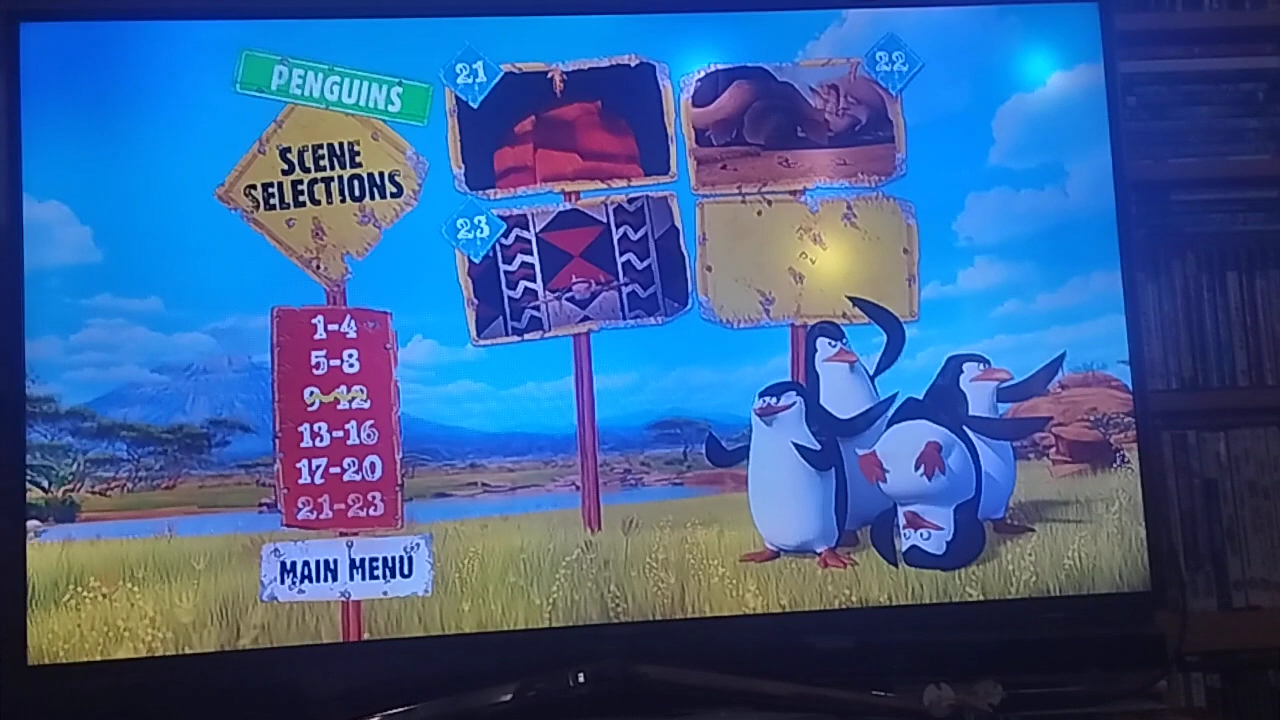 PENGUINS
SCENE
SELECTIONS
1-4
5-8
9-12
13-16
17-20
21-23
MAIN MENU
21
22
23